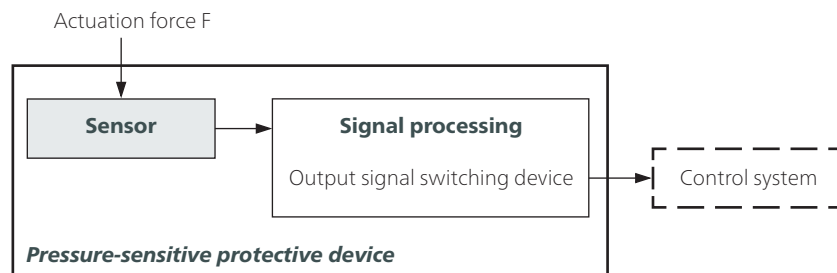 Actuation force F
Sensor
Signal processing
Output signal switching device
Control system
Pressure-sensitive protective device